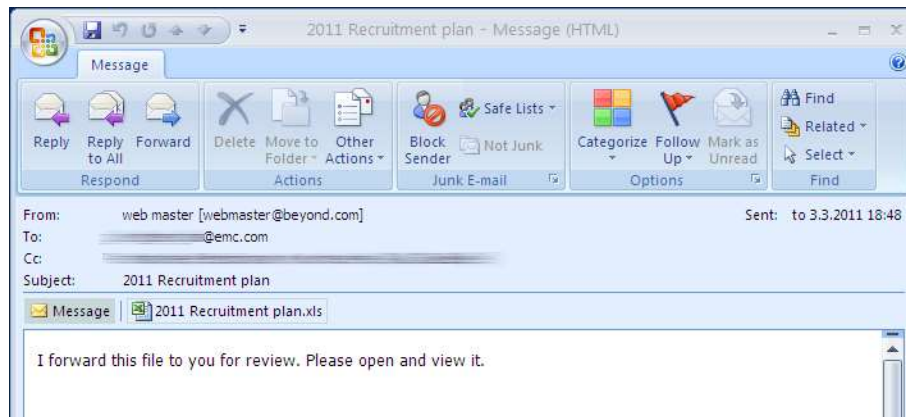 2011 Recruitment plan - Message (HTML)
Message
Reply Reply to All Forward
Respond
Delete Move to Folder Other Actions
Actions
Block Sender Safe Lists Not Junk
Junk E-mail
Categorize Follow Up Mark as Unread
Options
Find Related Select
Find
From: web master [webmaster@beyond.com] Sent: to 3.3.2011 18:48
To: @emc.com
Cc:
Subject: 2011 Recruitment plan
Message 2011 Recruitment plan.xls
I forward this file to you for review. Please open and view it.